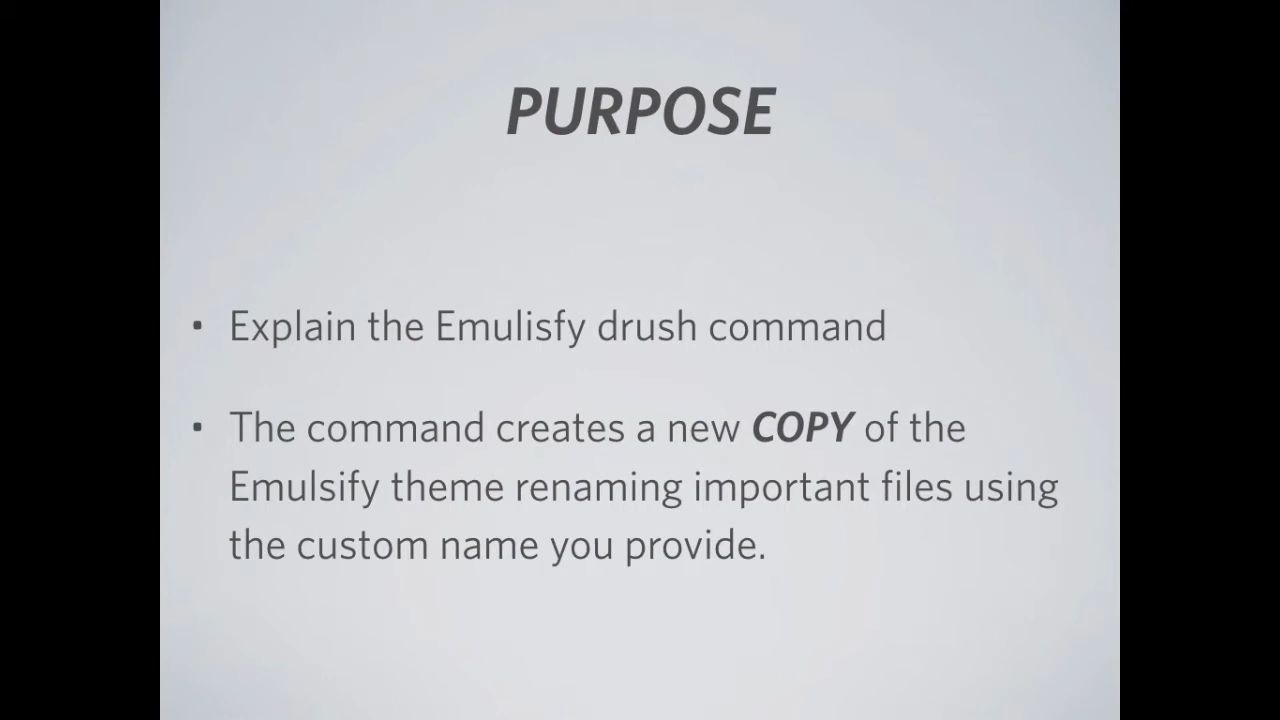 PURPOSE
• Explain the Emulisfy drush command
• The command creates a new COPY of the
Emulsify theme renaming important files using
the custom name you provide.